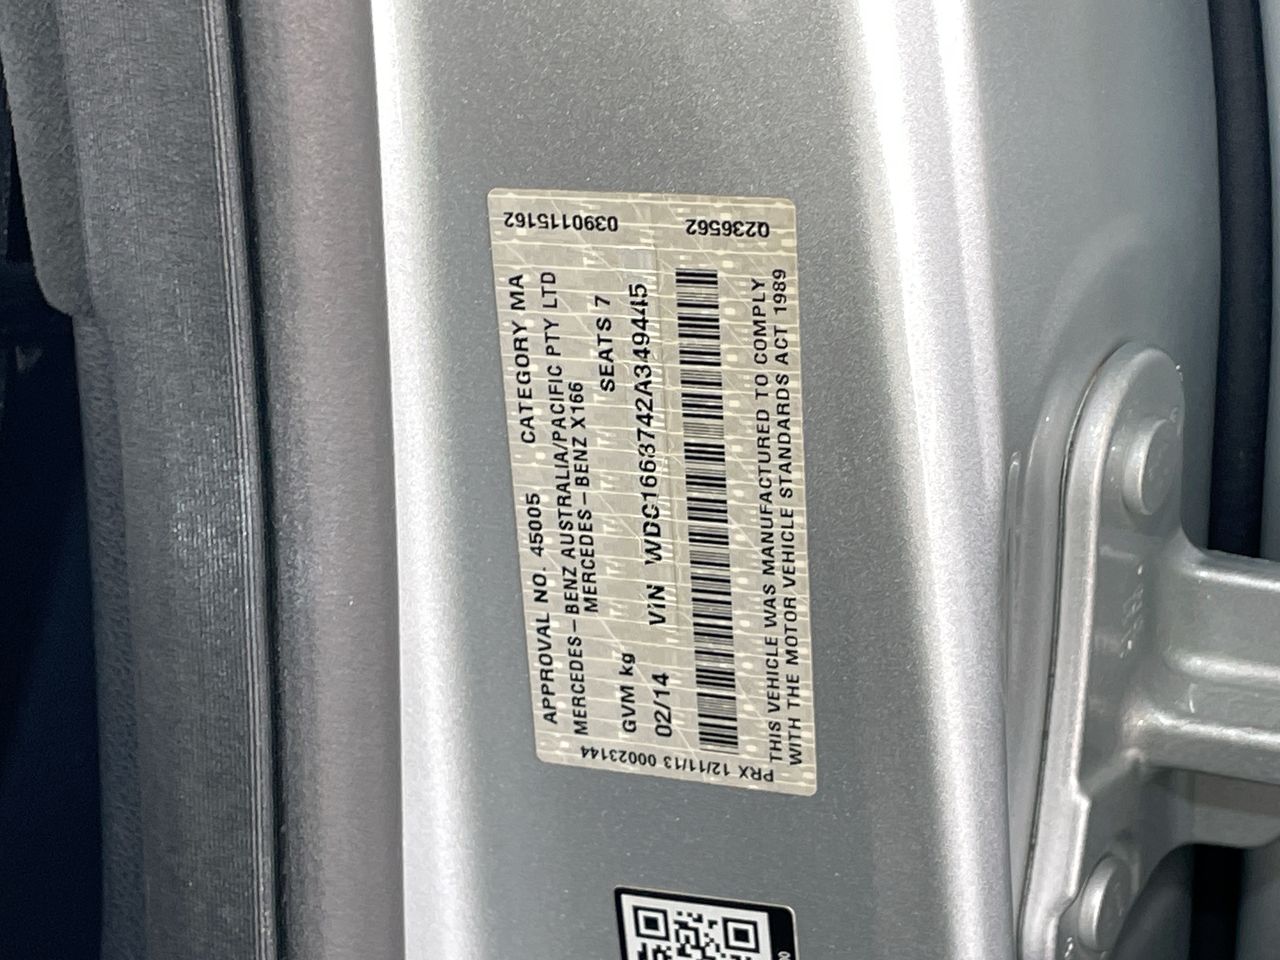 APPROVAL NO. 45005 CATEGORY MA
MERCEDES-BENZ AUSTRALIA/PACIFIC PTY LTD
MERCEDES-BENZ X166
GVM kg SEATS 7
02/14 VIN WDC1668742A349445
THIS VEHICLE WAS MANUFACTURED TO COMPLY
WITH THE MOTOR VEHICLE STANDARDS ACT 1989
0390115162
0236562
PRX 12/11/13 00023144